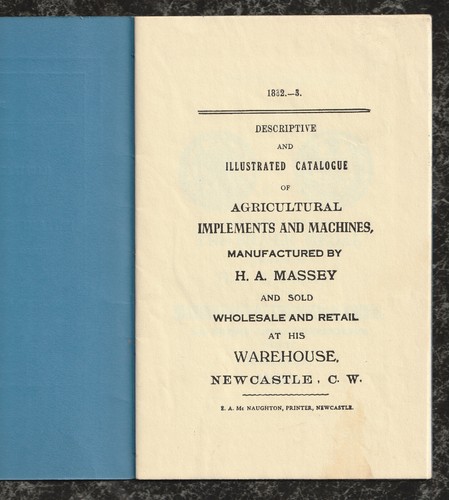 1882.—3.
DESCRIPTIVE
AND
ILLUSTRATED CATALOGUE
OF
AGRICULTURAL
IMPLEMENTS AND MACHINES,
MANUFACTURED BY
H. A. MASSEY
AND SOLD
WHOLESALE AND RETAIL
AT HIS
WAREHOUSE,
NEWCASTLE, C. W.
E. A. Mc NAUGHTON, PRINTER, NEWCASTLE.